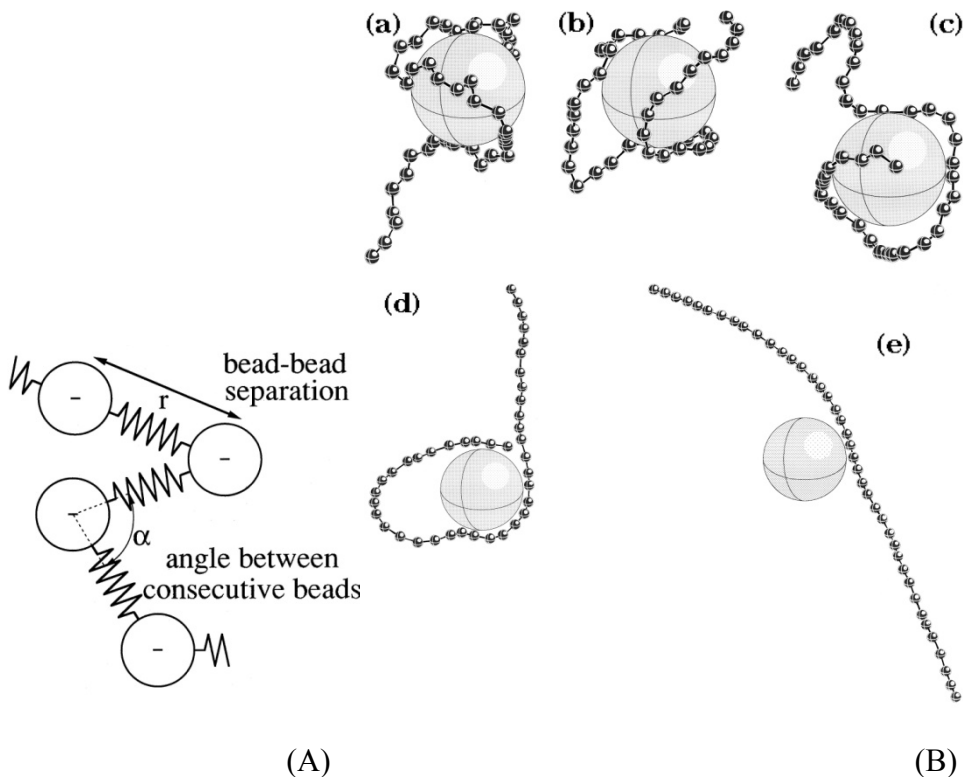 (a)
(b)
(c)
(d)
(e)
bead-bead
separation
r
-
-
-
α
angle between
consecutive beads
-
(A)
(B)